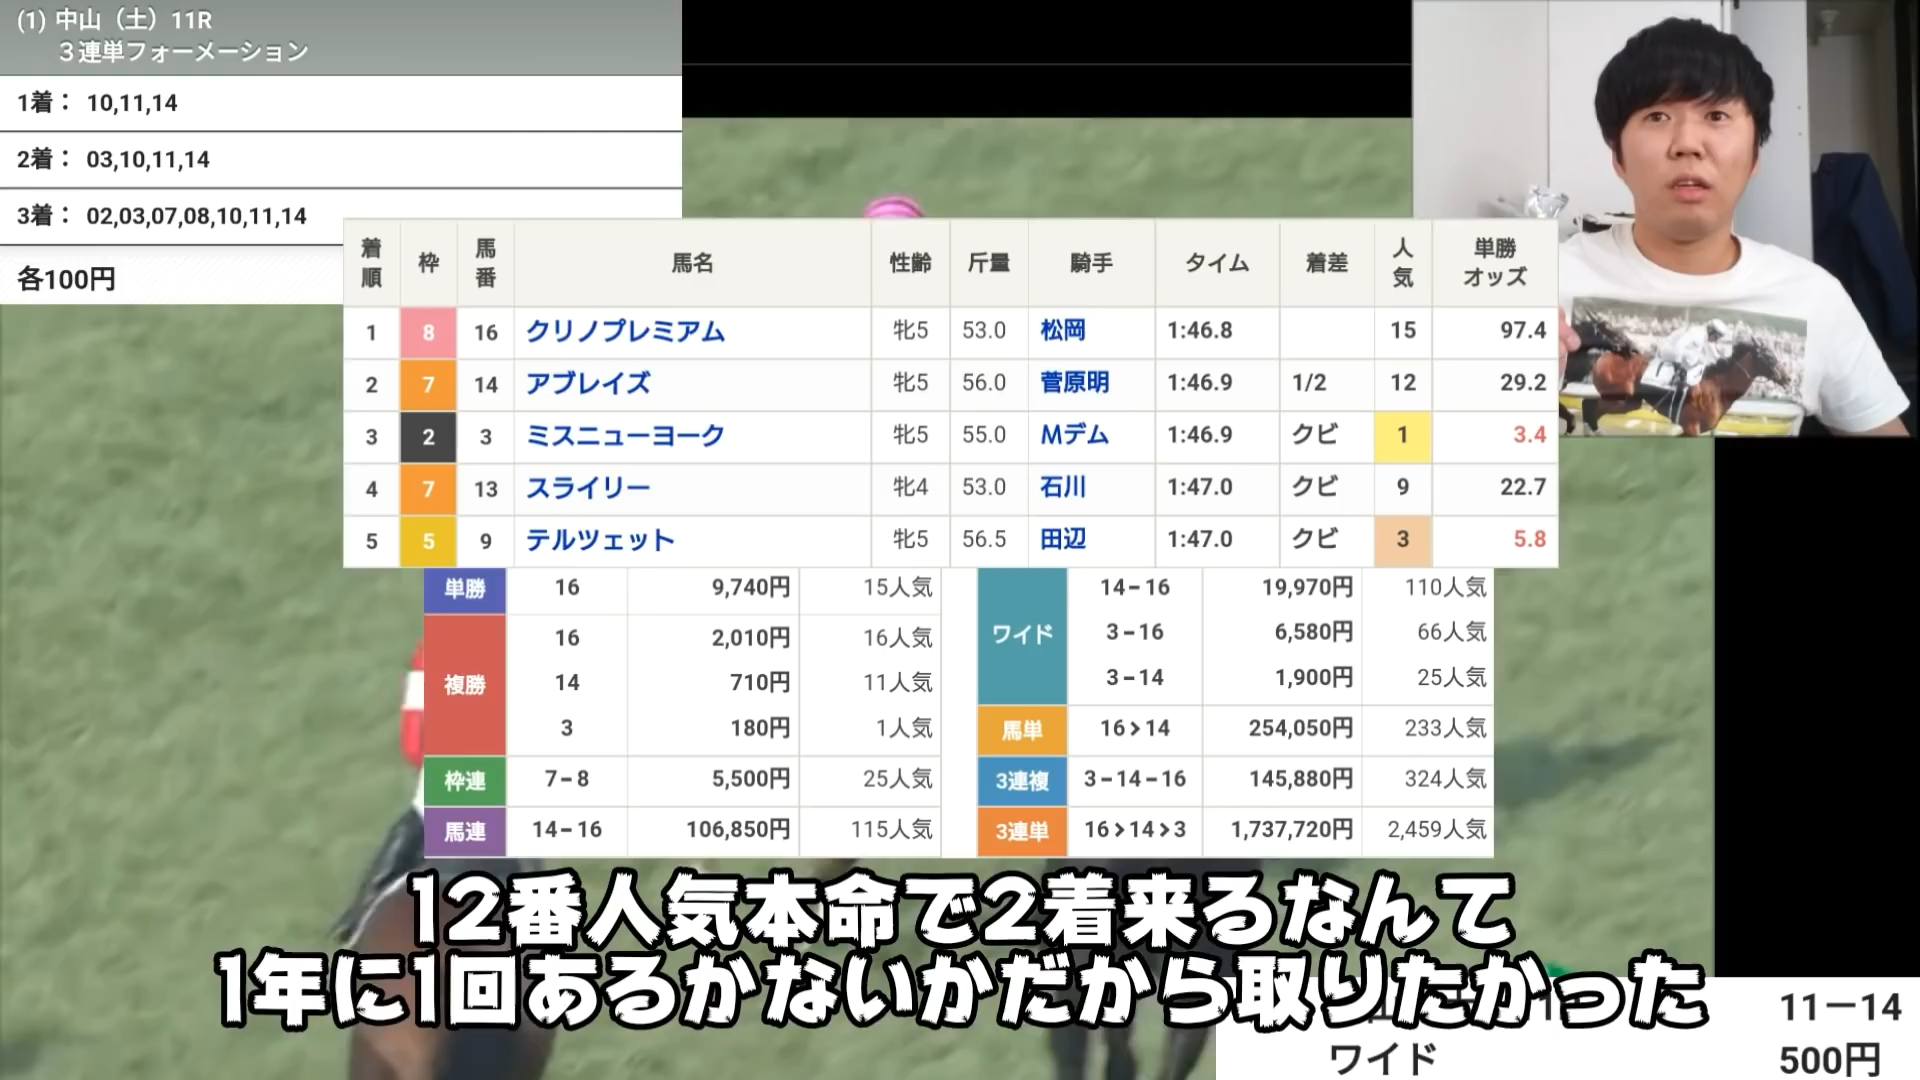 (1) 中山（土）11R
３連単フォーメーション
1着： 10,11,14
2着： 03,10,11,14
3着： 02,03,07,08,10,11,14
各100円
着順 枠 馬番 馬名 性齢 斤量 騎手 タイム 着差 人気 単勝オッズ
1 8 16 クリノプレミアム 牝5 53.0 松岡 1:46.8 15 97.4
2 7 14 アブレイズ 牝5 56.0 菅原明 1:46.9 1/2 12 29.2
3 2 3 ミスニューヨーク 牝5 55.0 Mデム 1:46.9 クビ 1 3.4
4 7 13 スライリー 牝4 53.0 石川 1:47.0 クビ 9 22.7
5 5 9 テルツェット 牝5 56.5 田辺 1:47.0 クビ 3 5.8
単勝 16 9,740円 15人気
複勝 16 2,010円 16人気
14 710円 11人気
3 180円 1人気
枠連 7-8 5,500円 25人気
馬連 14-16 106,850円 115人気
ワイド 14-16 19,970円 110人気
3-16 6,580円 66人気
3-14 1,900円 25人気
馬単 16>14 254,050円 233人気
3連複 3-14-16 145,880円 324人気
3連単 16>14>3 1,737,720円 2,459人気
12番人気本命で2着来るなんて
1年に1回あるかないかだから取りたかった
11－14
ワイド 500円